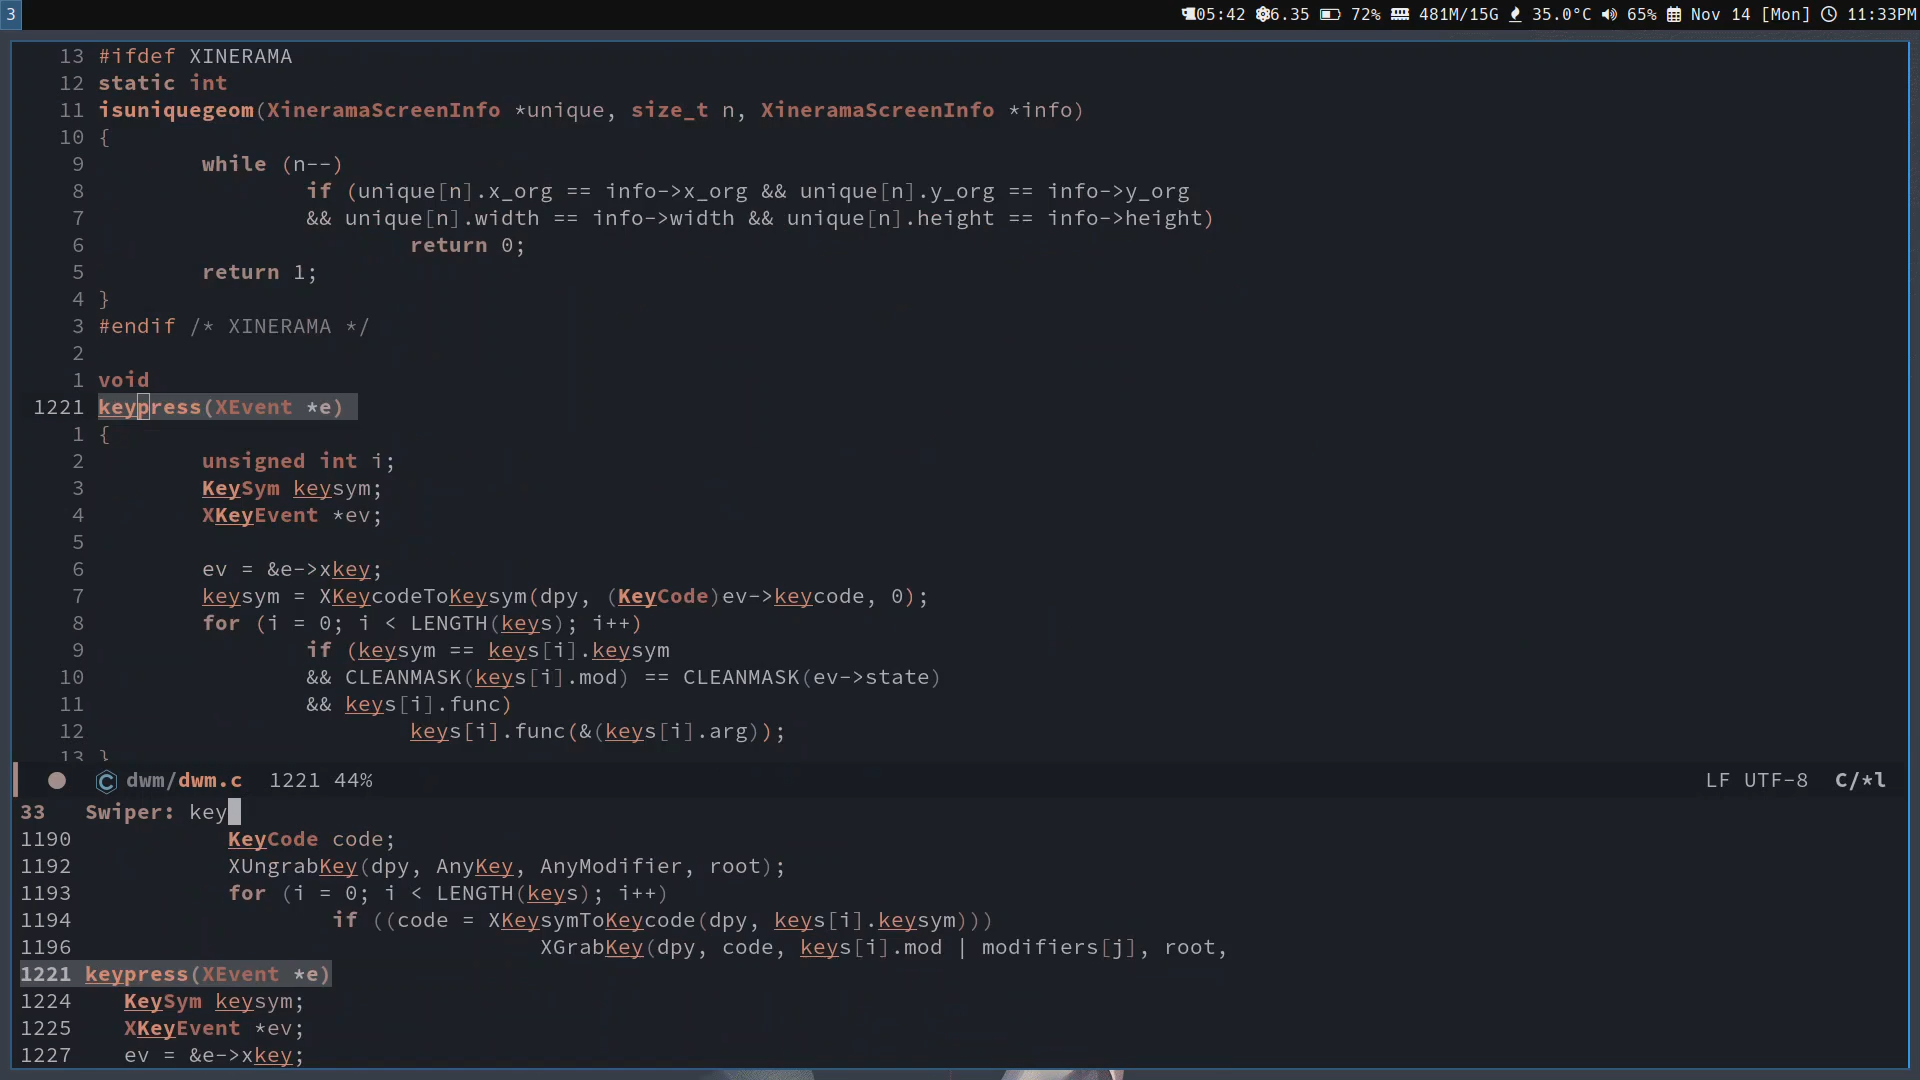 3 05:42 6.35 72% 481M/15G 35.0°C 65% Nov 14 [Mon] 11:33PM
13 #ifdef XINERAMA
12 static int
11 isuniquegeom(XineramaScreenInfo *unique, size_t n, XineramaScreenInfo *info)
10 {
9 while (n--)
8 if (unique[n].x_org == info->x_org && unique[n].y_org == info->y_org
7 && unique[n].width == info->width && unique[n].height == info->height)
6 return 0;
5 return 1;
4 }
3 #endif /* XINERAMA */
2
1 void
1221 keypress(XEvent *e)
1 {
2 unsigned int i;
3 KeySym keysym;
4 XKeyEvent *ev;
5
6 ev = &e->xkey;
7 keysym = XKeycodeToKeysym(dpy, (KeyCode)ev->keycode, 0);
8 for (i = 0; i < LENGTH(keys); i++)
9 if (keysym == keys[i].keysym
10 && CLEANMASK(keys[i].mod) == CLEANMASK(ev->state)
11 && keys[i].func)
12 keys[i].func(&(keys[i].arg));
13 }
C dwm/dwm.c 1221 44% LF UTF-8 C/*l
33 Swiper: key
1190 KeyCode code;
1192 XUngrabKey(dpy, AnyKey, AnyModifier, root);
1193 for (i = 0; i < LENGTH(keys); i++)
1194 if ((code = XKeysymToKeycode(dpy, keys[i].keysym)))
1196 XGrabKey(dpy, code, keys[i].mod | modifiers[j], root,
1221 keypress(XEvent *e)
1224 KeySym keysym;
1225 XKeyEvent *ev;
1227 ev = &e->xkey;